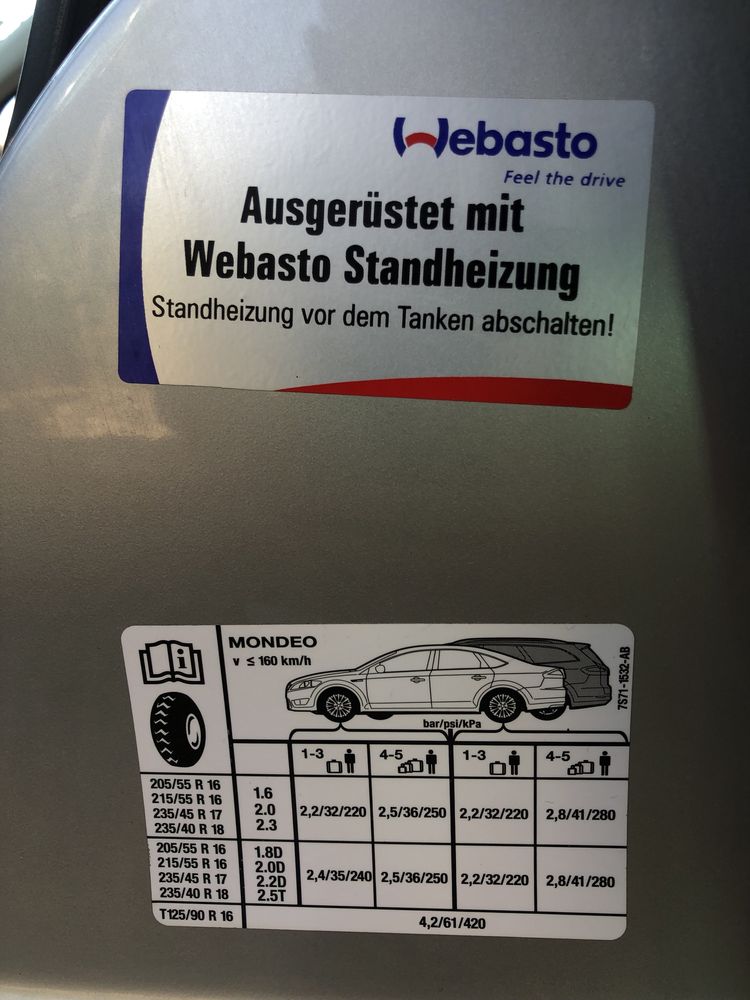 Webasto
Feel the drive
Ausgerüstet mit
Webasto Standheizung
Standheizung vor dem Tanken abschalten!
MONDEO
v ≤ 160 km/h
7S71-1532-AB
bar/psi/kPa
1-3 4-5 1-3 4-5
205/55 R 16
215/55 R 16
235/45 R 17
235/40 R 18
1.6
2.0
2.3
2,2/32/220 2,5/36/250 2,2/32/220 2,8/41/280
205/55 R 16
215/55 R 16
235/45 R 17
235/40 R 18
1.8D
2.0D
2.2D
2.5T
2,4/35/240 2,5/36/250 2,2/32/220 2,8/41/280
T125/90 R 16 4,2/61/420